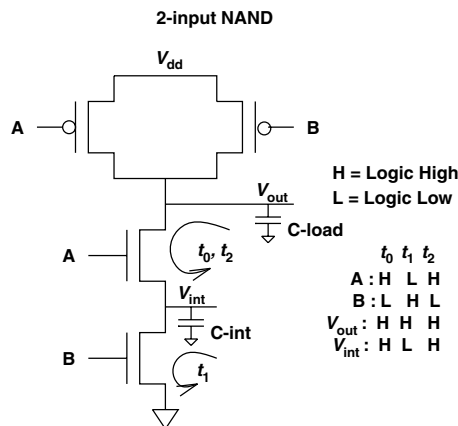 2-input NAND
V_dd
A
B
H = Logic High
L = Logic Low
V_out
C-load
t_0 t_1 t_2
A : H L H
B : L H L
V_out : H H H
V_int : H L H
A
t_0, t_2
V_int
C-int
B
t_1